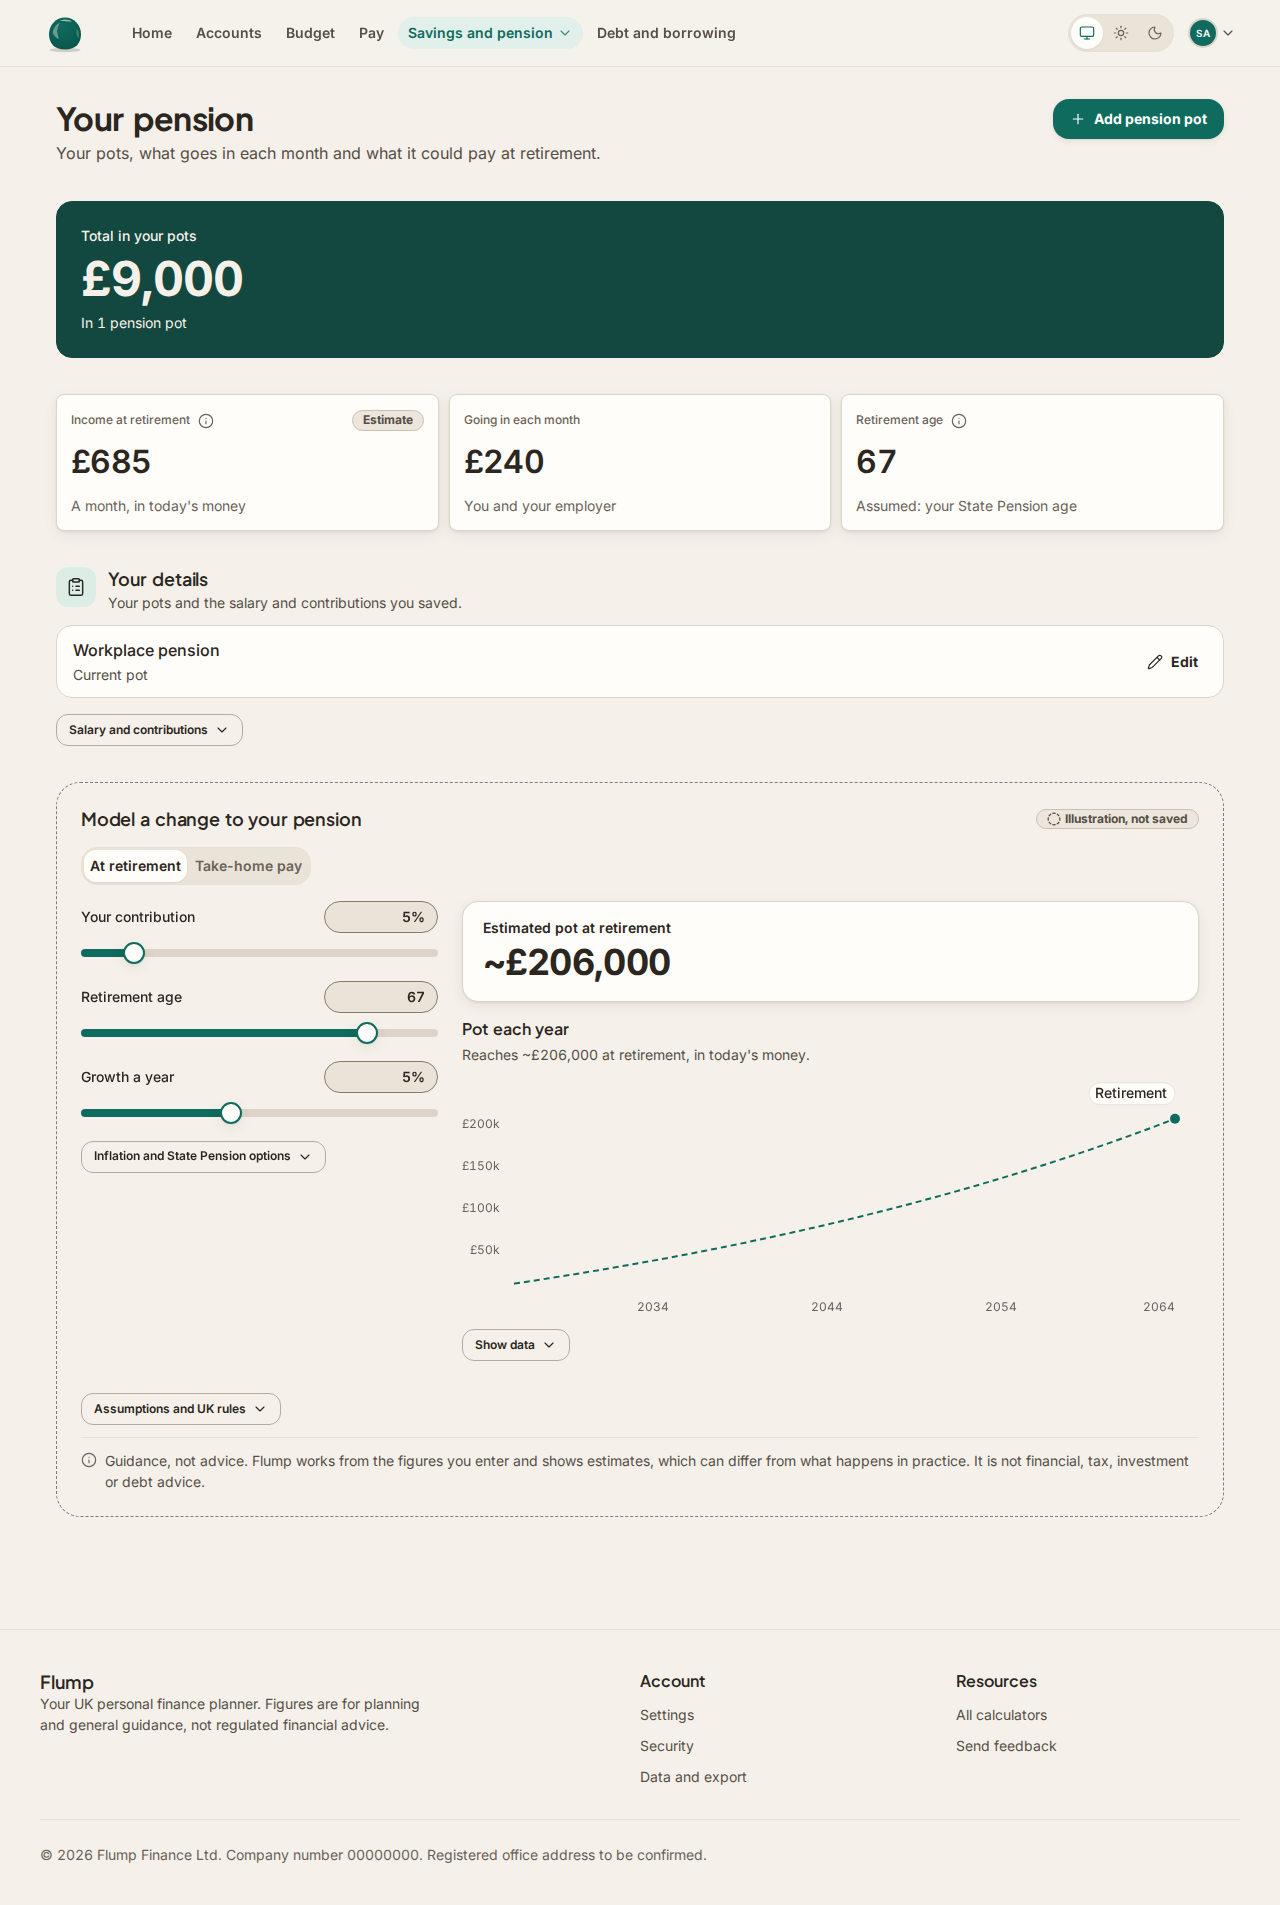 Home
Accounts
Budget
Pay
Savings and pension
Debt and borrowing
SA
Your pension
Your pots, what goes in each month and what it could pay at retirement.
Add pension pot
Total in your pots
£9,000
In 1 pension pot
Income at retirement
Estimate
£685
A month, in today's money
Going in each month
£240
You and your employer
Retirement age
67
Assumed: your State Pension age
Your details
Your pots and the salary and contributions you saved.
Workplace pension
Current pot
Edit
Salary and contributions
Model a change to your pension
Illustration, not saved
At retirement
Take-home pay
Your contribution
5%
Retirement age
67
Growth a year
5%
Inflation and State Pension options
Estimated pot at retirement
~£206,000
Pot each year
Reaches ~£206,000 at retirement, in today's money.
Retirement
£200k
£150k
£100k
£50k
2034
2044
2054
2064
Show data
Assumptions and UK rules
Guidance, not advice. Flump works from the figures you enter and shows estimates, which can differ from what happens in practice. It is not financial, tax, investment
or debt advice.
Flump
Your UK personal finance planner. Figures are for planning
and general guidance, not regulated financial advice.
Account
Settings
Security
Data and export
Resources
All calculators
Send feedback
© 2026 Flump Finance Ltd. Company number 00000000. Registered office address to be confirmed.